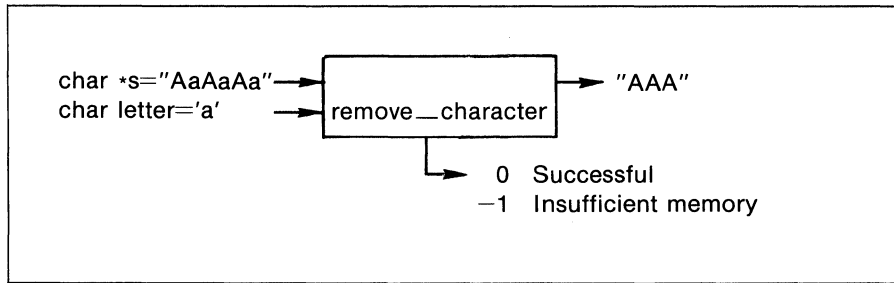 char *s="AaAaAa" "AAA"
char letter='a' remove_character
0 Successful
−1 Insufficient memory